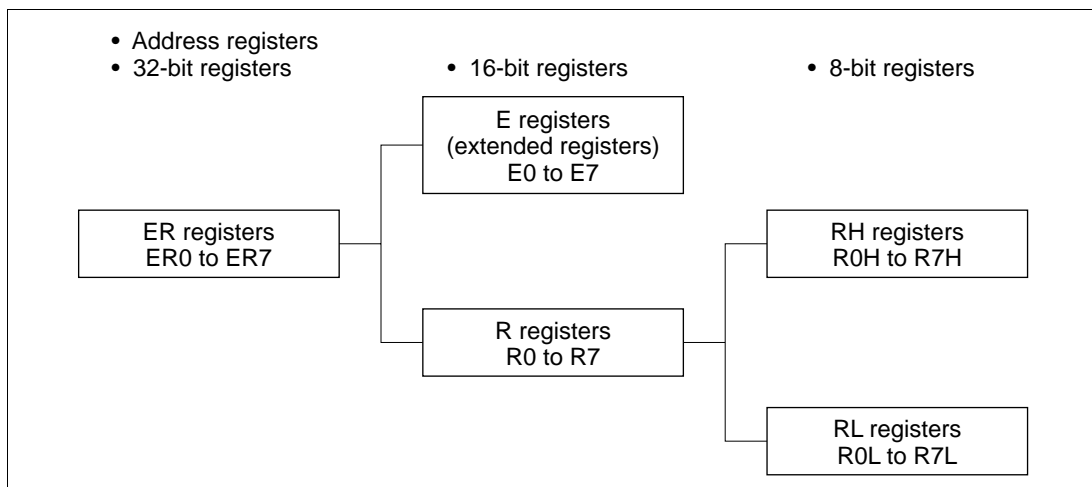 • Address registers
• 32-bit registers
• 16-bit registers
• 8-bit registers
E registers
(extended registers)
E0 to E7
ER registers
ER0 to ER7
RH registers
R0H to R7H
R registers
R0 to R7
RL registers
R0L to R7L